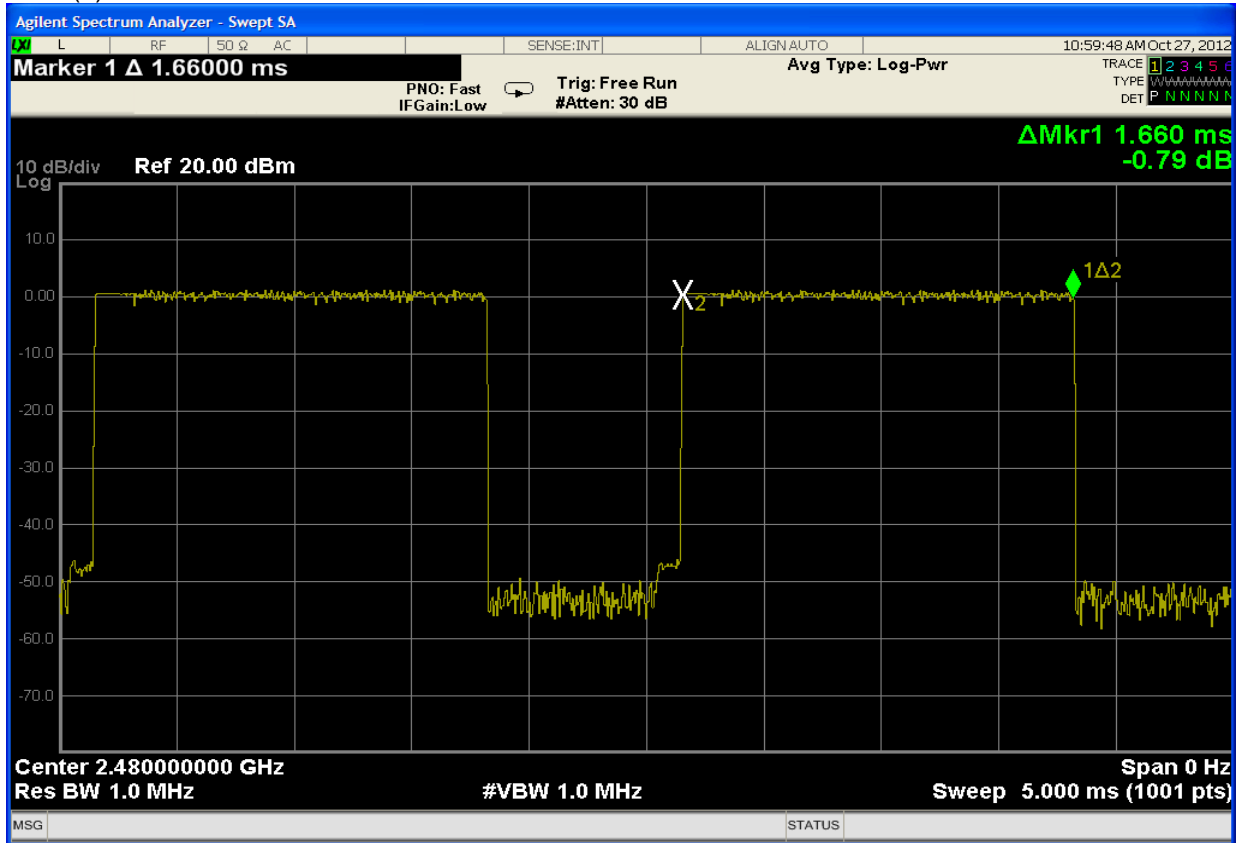 Agilent Spectrum Analyzer - Swept SA
LXI L RF 50 Ω AC SENSE:INT ALIGN AUTO 10:59:48 AM Oct 27, 2012
Marker 1 Δ 1.66000 ms
Avg Type: Log-Pwr
TRACE 1 2 3 4 5 6
PNO: Fast Trig: Free Run
TYPE
IFGain:Low #Atten: 30 dB
DET P N N N N N
ΔMkr1 1.660 ms
-0.79 dB
10 dB/div Ref 20.00 dBm
Log
10.0
1Δ2
0.00
X2
-10.0
-20.0
-30.0
-40.0
-50.0
-60.0
-70.0
Center 2.480000000 GHz Span 0 Hz
Res BW 1.0 MHz #VBW 1.0 MHz Sweep 5.000 ms (1001 pts)
MSG STATUS